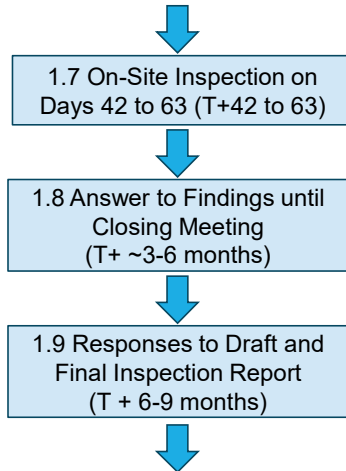 1.7 On-Site Inspection on
Days 42 to 63 (T+42 to 63)
1.8 Answer to Findings until
Closing Meeting
(T+ ~3-6 months)
1.9 Responses to Draft and
Final Inspection Report
(T + 6-9 months)